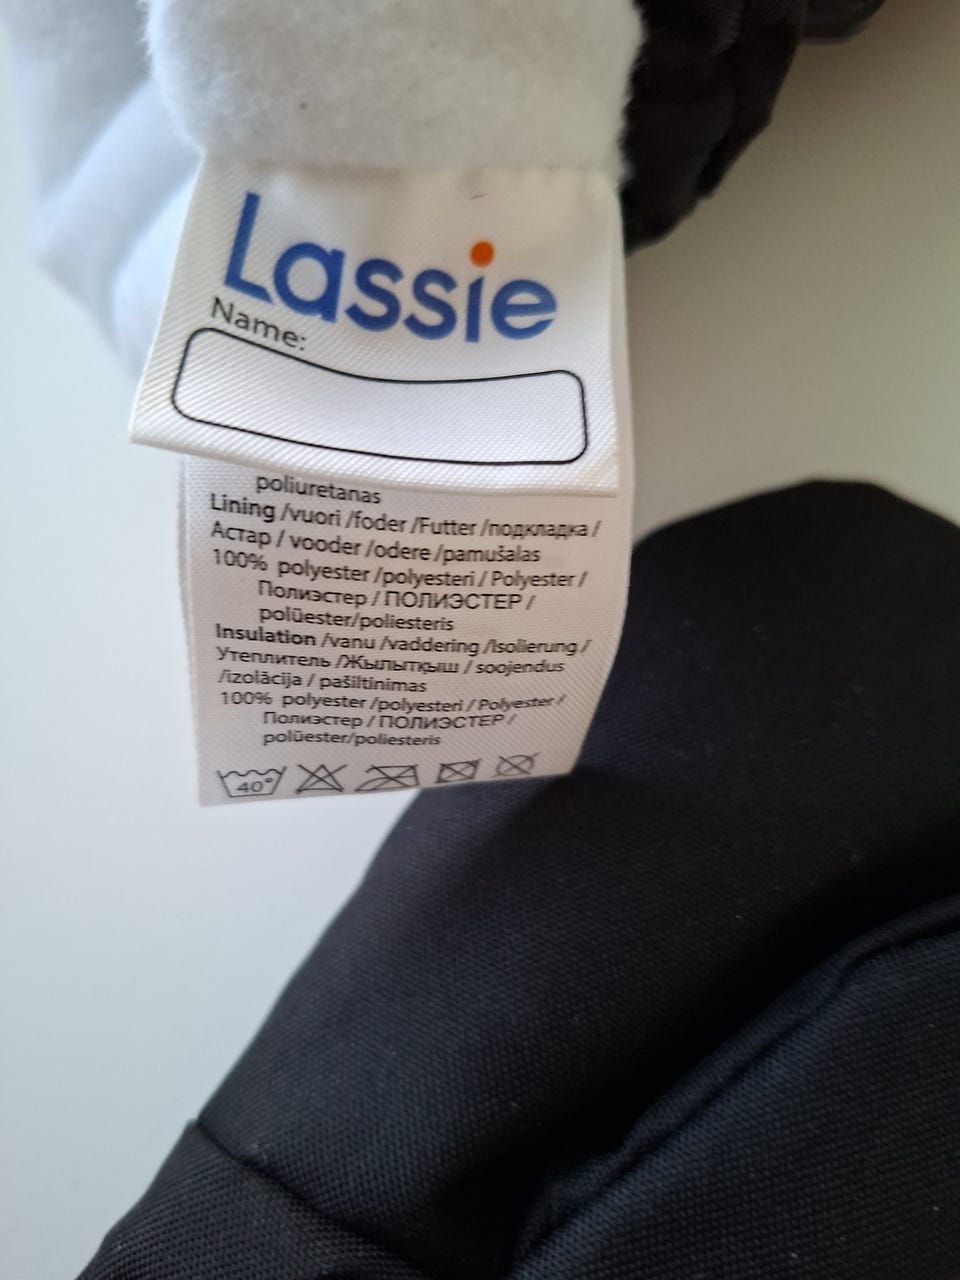 Lassie
Name:
poliuretanas
Lining /vuori /foder /Futter /подкладка /
Астар / vooder /odere /pamušalas
100% polyester /polyesteri / Polyester /
Полиэстер / ПОЛИЭСТЕР /
polüester/poliesteris
Insulation /vanu /vaddering /Isolierung /
Утеплитель /Жылытқыш / soojendus
/izolācija / pašiltinimas
100% polyester /polyesteri / Polyester /
Полиэстер / ПОЛИЭСТЕР /
polüester/poliesteris
40°